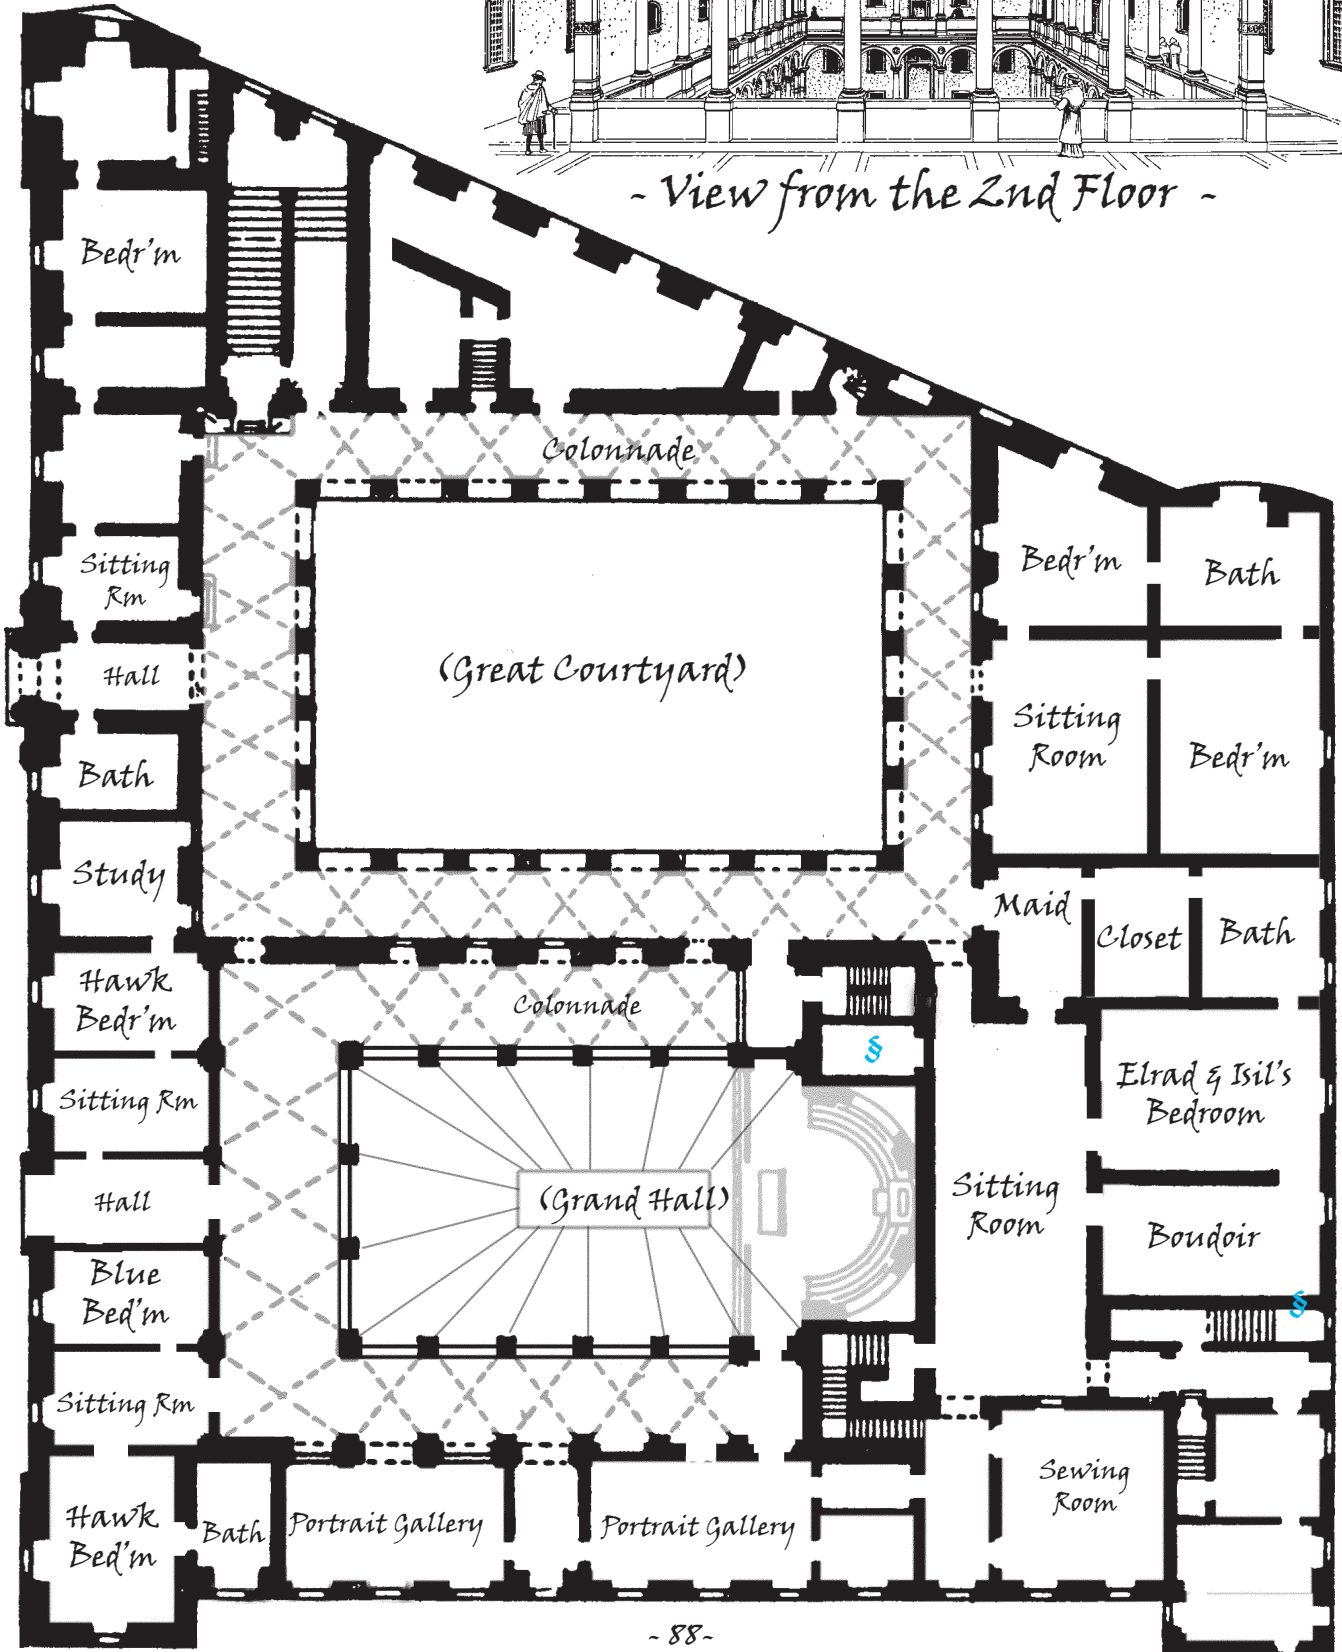 - View from the 2nd Floor -
Bedr'm
Colonnade
Sitting
Rm
Bedr'm
Bath
Hall
(Great Courtyard)
Sitting
Room
Bedr'm
Bath
Study
Maid
Closet
Bath
Hawk
Bedr'm
Colonnade
§
Elrad & Isil's
Bedroom
Sitting Rm
Hall
(Grand Hall)
Sitting
Room
Boudoir
Blue
Bed'm
§
Sitting Rm
Hawk
Bed'm
Bath
Portrait Gallery
Portrait Gallery
Sewing
Room
- 88-